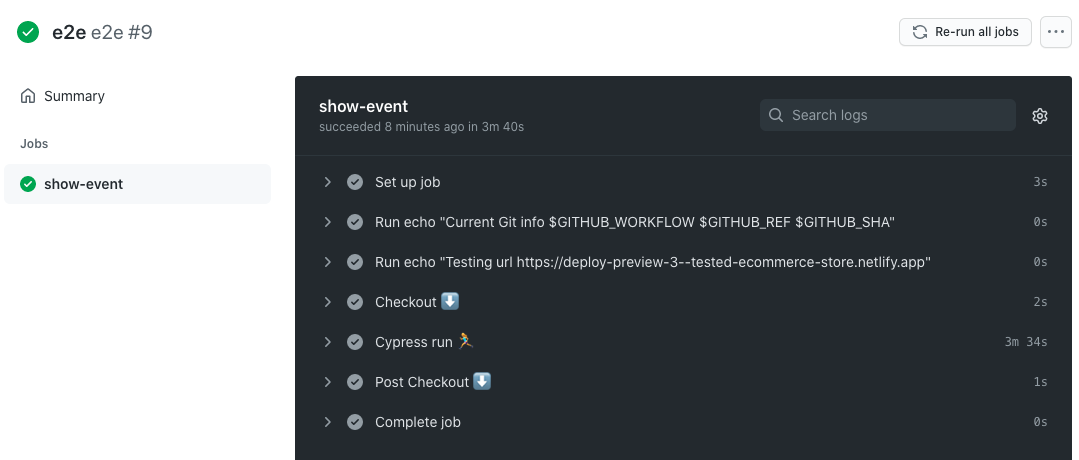 e2e e2e #9
Re-run all jobs
Summary
Jobs
show-event
show-event
succeeded 8 minutes ago in 3m 40s
Search logs
Set up job 3s
Run echo "Current Git info $GITHUB_WORKFLOW $GITHUB_REF $GITHUB_SHA" 0s
Run echo "Testing url https://deploy-preview-3--tested-ecommerce-store.netlify.app" 0s
Checkout ⬇️ 2s
Cypress run 🏃 3m 34s
Post Checkout ⬇️ 1s
Complete job 0s